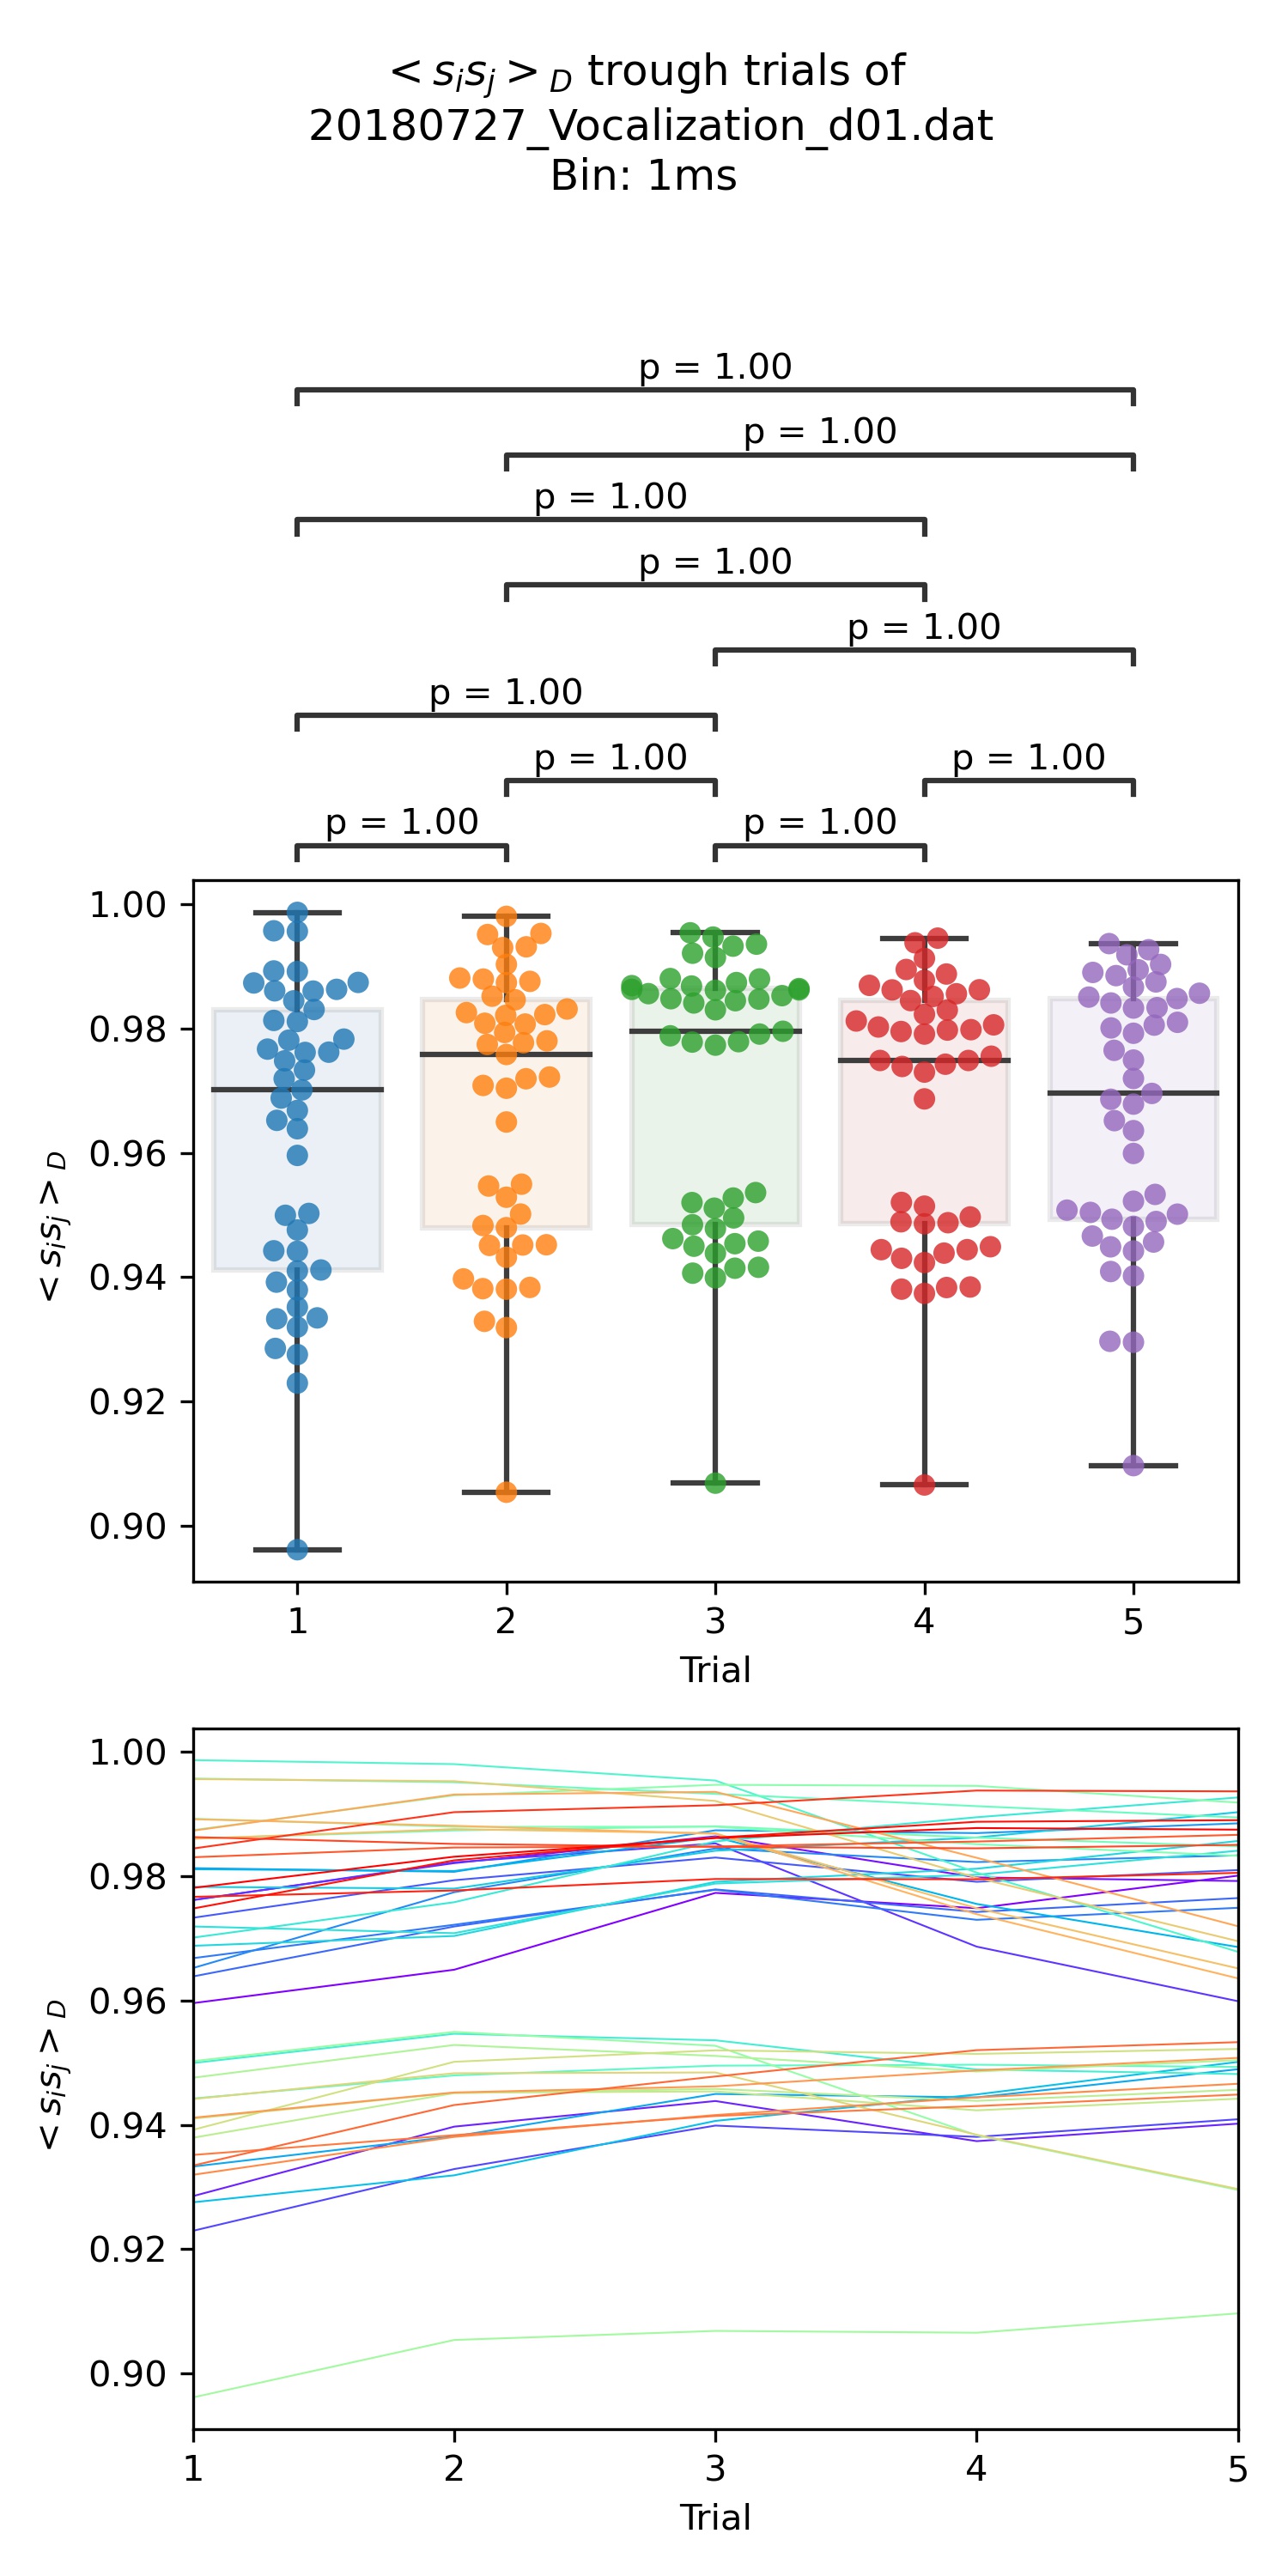 < s_i s_j >_D trough trials of
20180727_Vocalization_d01.dat
Bin: 1ms
p = 1.00
p = 1.00
p = 1.00
p = 1.00
p = 1.00
p = 1.00
p = 1.00 p = 1.00
p = 1.00 p = 1.00
1.00
0.98
0.96
0.94
0.92
0.90
< s_i s_j >_D
1 2 3 4 5
Trial
1.00
0.98
0.96
0.94
0.92
0.90
< s_i s_j >_D
1 2 3 4 5
Trial